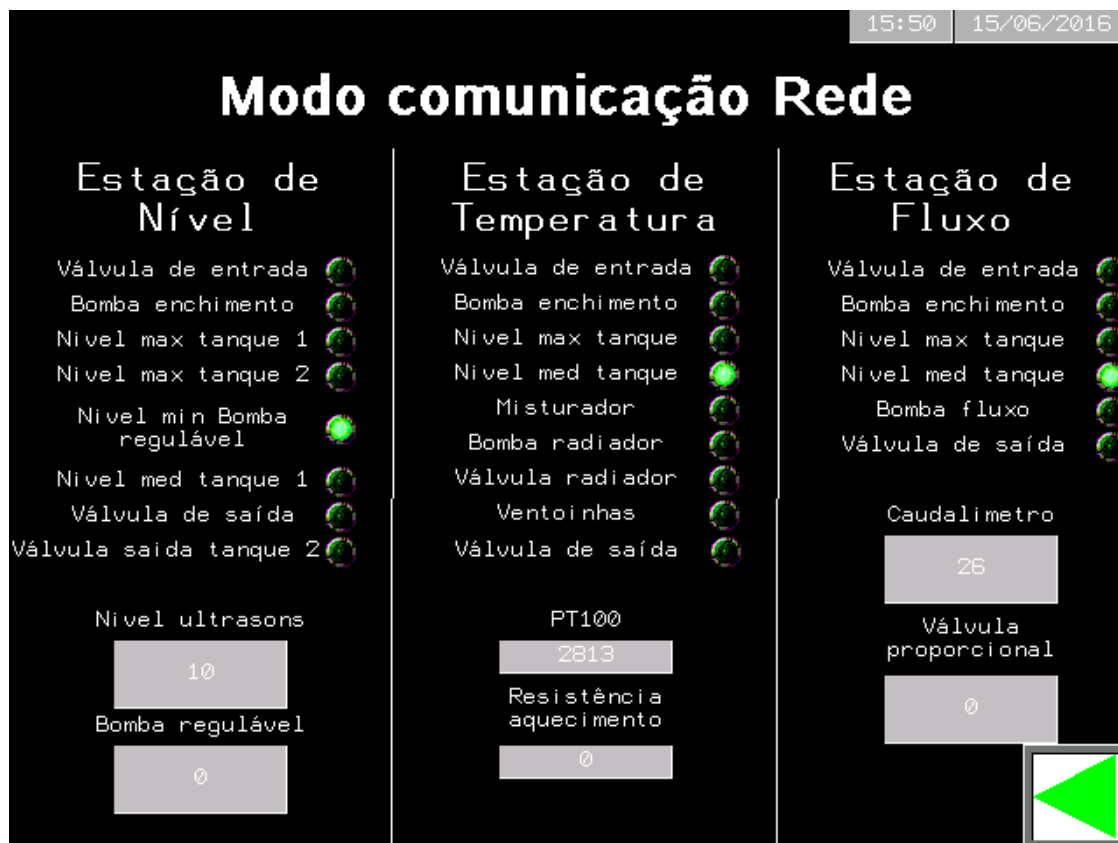 15:50 15/06/2016
Modo comunicação Rede
Estação de
Nível
Válvula de entrada
Bomba enchimento
Nivel max tanque 1
Nivel max tanque 2
Nivel min Bomba
regulável
Nivel med tanque 1
Válvula de saída
Válvula saida tanque 2
Nivel ultrasons
10
Bomba regulável
0
Estação de
Temperatura
Válvula de entrada
Bomba enchimento
Nivel max tanque
Nivel med tanque
Misturador
Bomba radiador
Válvula radiador
Ventoinhas
Válvula de saída
PT100
2813
Resistência
aquecimento
0
Estação de
Fluxo
Válvula de entrada
Bomba enchimento
Nivel max tanque
Nivel med tanque
Bomba fluxo
Válvula de saída
Caudalimetro
26
Válvula
proporcional
0